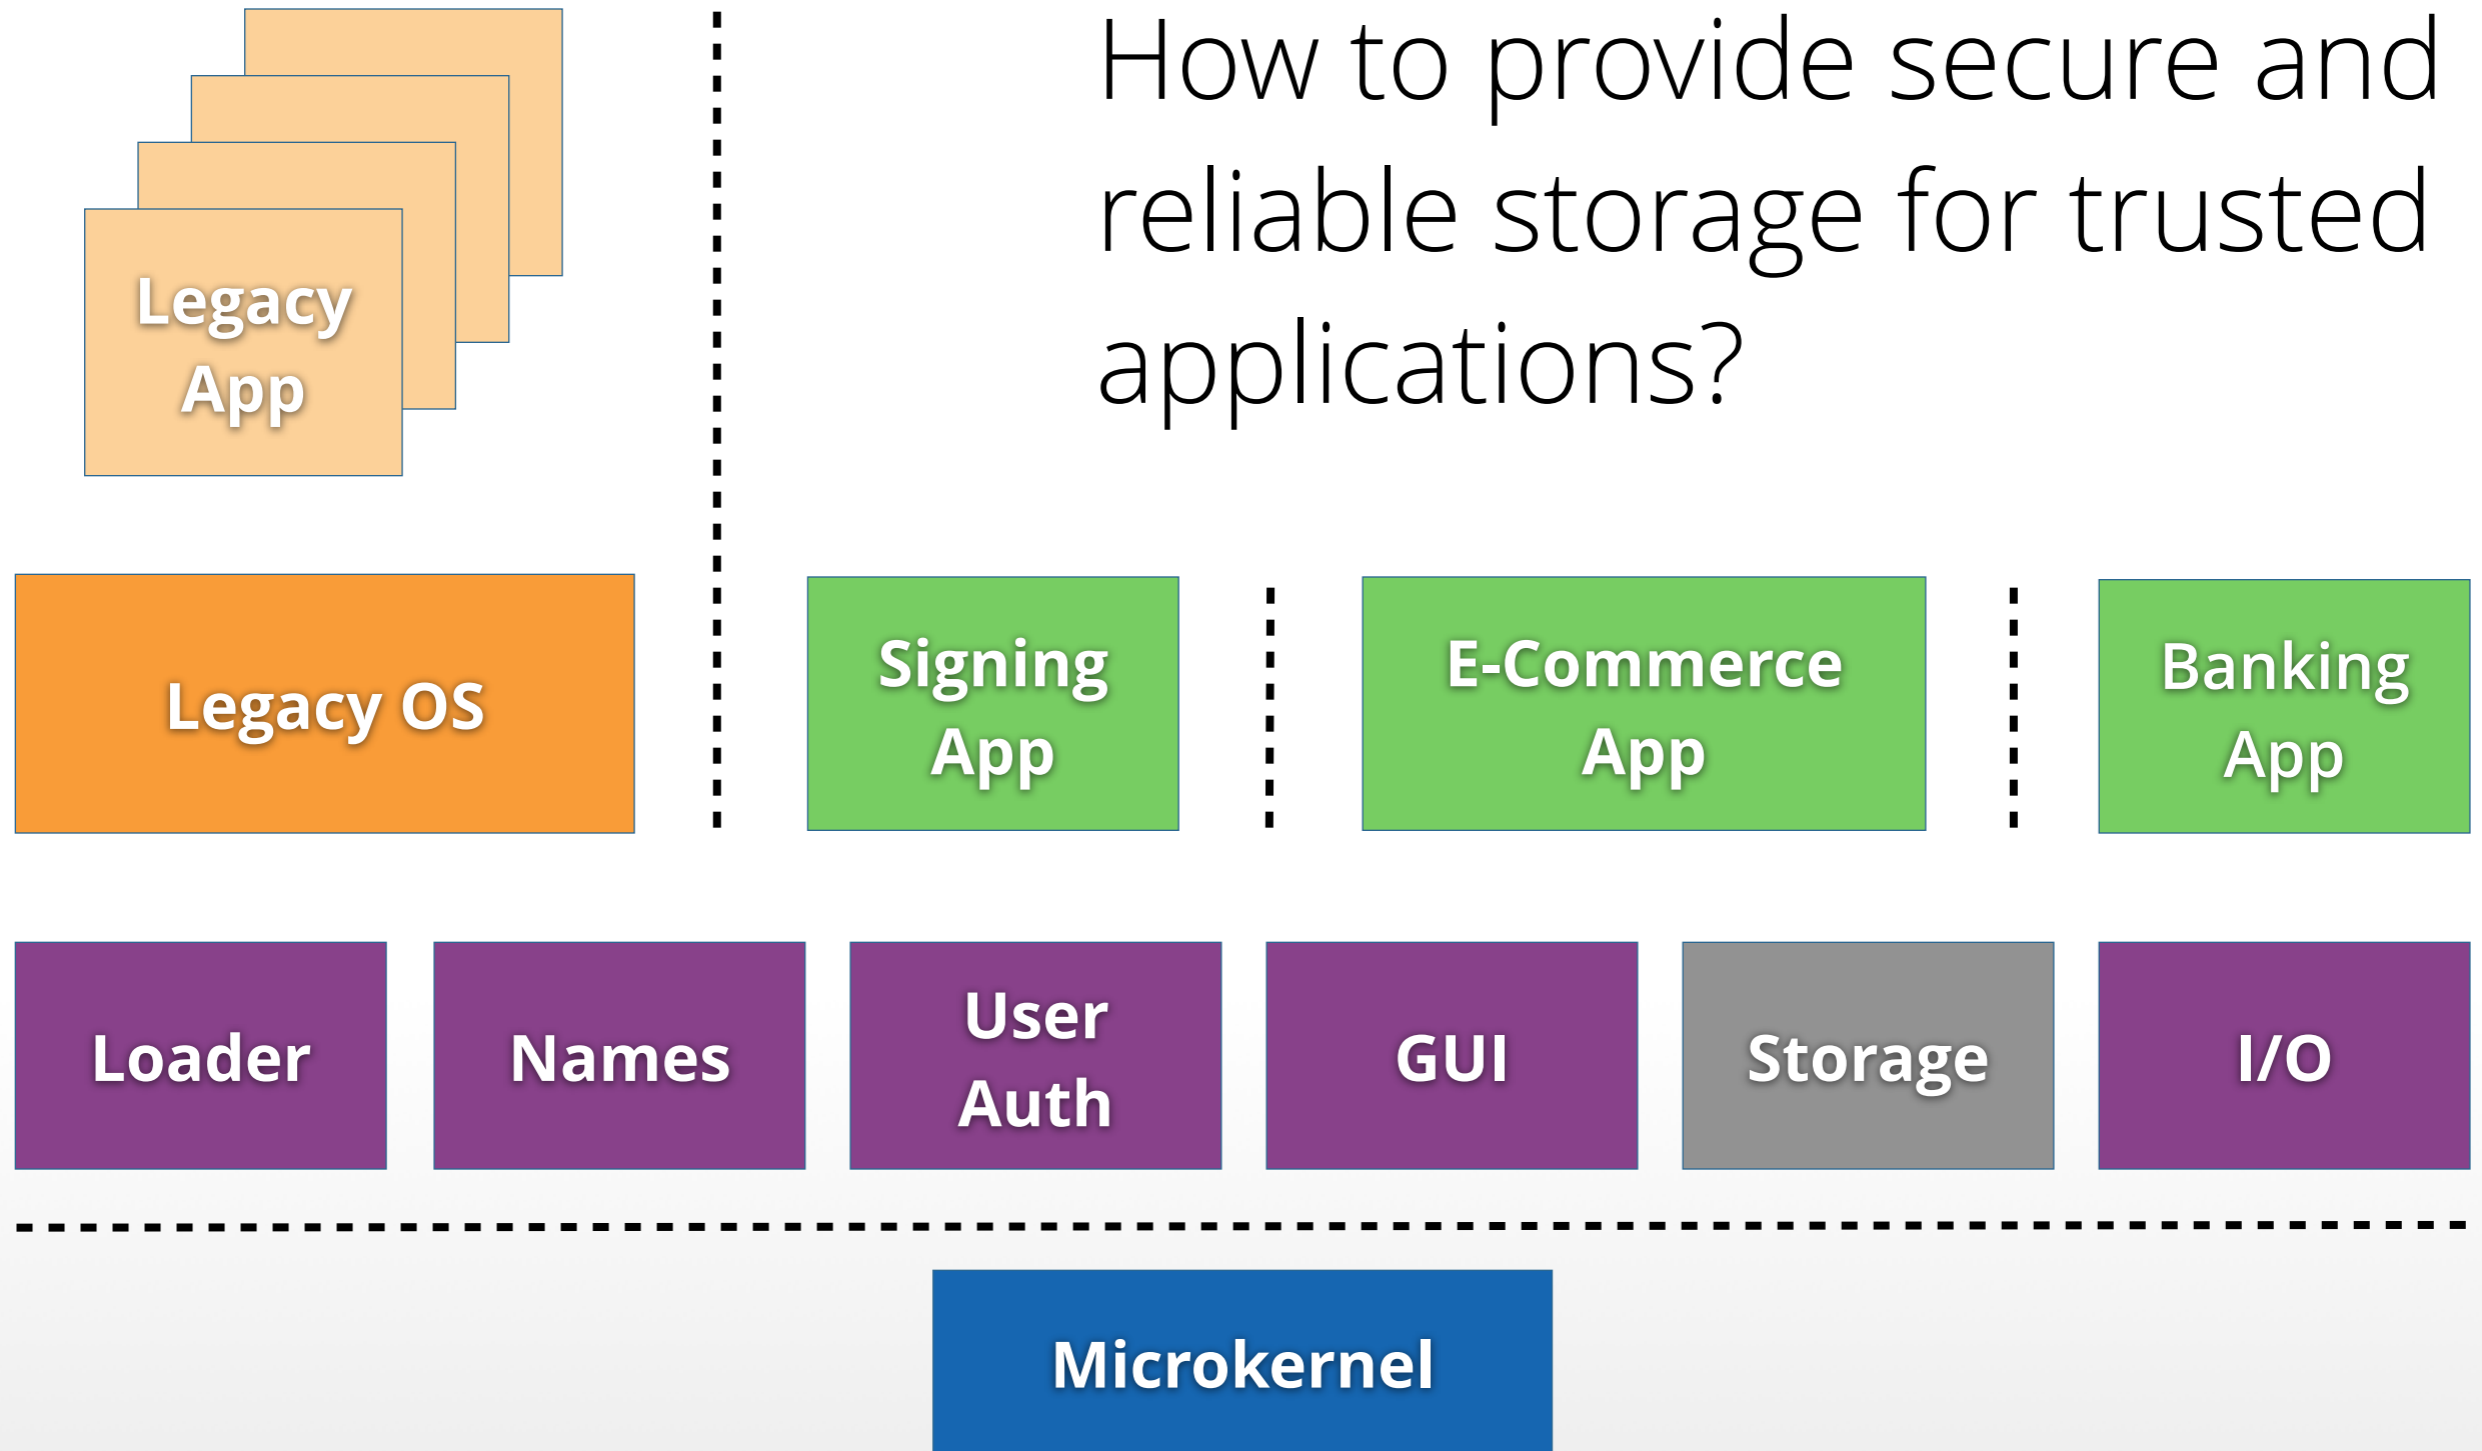 How to provide secure and
reliable storage for trusted
applications?
Legacy
App
Legacy OS
Signing
App
E-Commerce
App
Banking
App
Loader
Names
User
Auth
GUI
Storage
I/O
Microkernel